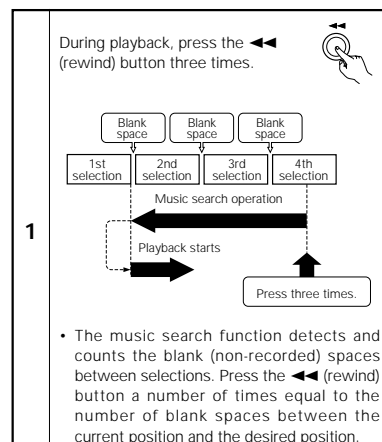 1
During playback, press the ◄◄
(rewind) button three times.
◄◄
Blank space
Blank space
Blank space
1st selection
2nd selection
3rd selection
4th selection
Music search operation
Playback starts
Press three times.
• The music search function detects and
counts the blank (non-recorded) spaces
between selections. Press the ◄◄ (rewind)
button a number of times equal to the
number of blank spaces between the
current position and the desired position.